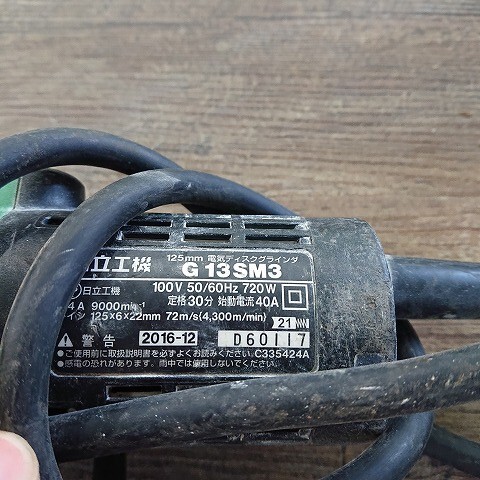 125mm 電気ディスクグラインダ
立工機 G 13SM3
日立工機 100V 50/60Hz 720W
4A 9000min⁻¹ 定格30分 始動電流40A
イシ 125×6×22mm 72m/s(4,300m/min) 21
警告 2016-12 D60117
●ご使用前に取扱説明書を必ずよくお読みください。C335424A
●感電の恐れがあります。雨中では使用しないでください。